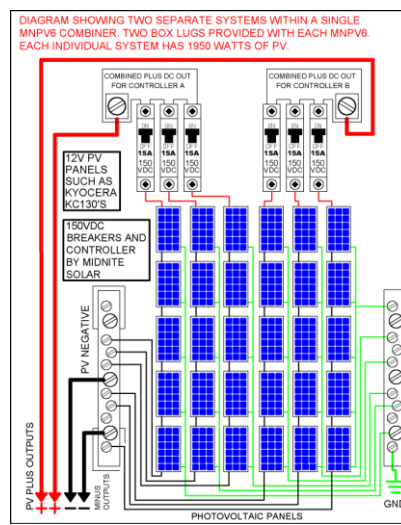 DIAGRAM SHOWING TWO SEPARATE SYSTEMS WITHIN A SINGLE
MNPV6 COMBINER. TWO BOX LUGS PROVIDED WITH EACH MNPV6.
EACH INDIVIDUAL SYSTEM HAS 1950 WATTS OF PV.
COMBINED PLUS DC OUT
FOR CONTROLLER A
COMBINED PLUS DC OUT
FOR CONTROLLER B
ON ON ON
OFF OFF OFF
15A 15A 15A
150 150 150
VDC VDC VDC
ON ON ON
OFF OFF OFF
15A 15A 15A
150 150 150
VDC VDC VDC
12V PV
PANELS
SUCH AS
KYOCERA
KC130'S
150VDC
BREAKERS AND
CONTROLLER
BY MIDNITE
SOLAR
PV NEGATIVE
PV PLUS OUTPUTS
MINUS
OUTPUTS
PHOTOVOLTAIC PANELS
GND